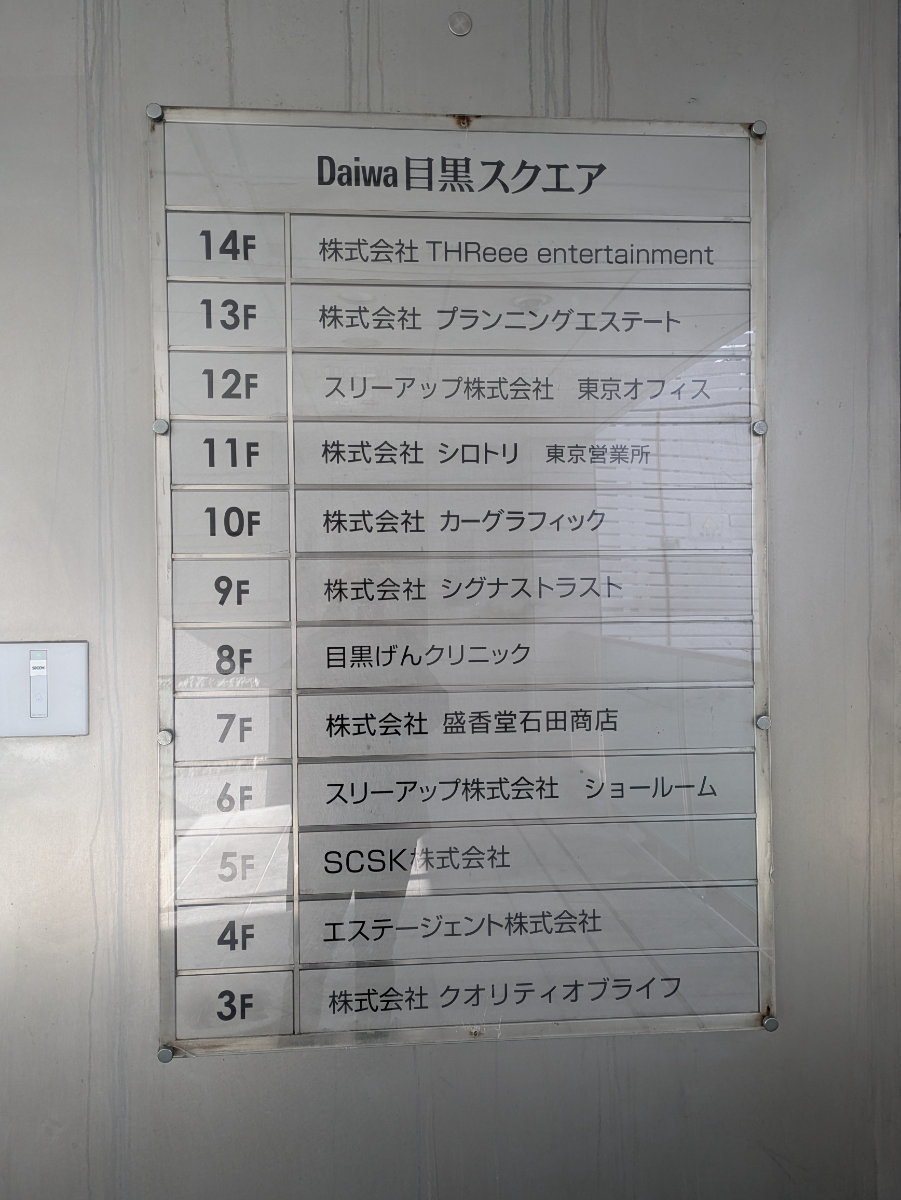 Daiwa目黒スクエア
14F 株式会社 THReee entertainment
13F 株式会社 プランニングエステート
12F スリーアップ株式会社 東京オフィス
11F 株式会社 シロトリ 東京営業所
10F 株式会社 カーグラフィック
9F 株式会社 シグナストラスト
8F 目黒げんクリニック
7F 株式会社 盛香堂石田商店
6F スリーアップ株式会社 ショールーム
5F SCSK株式会社
4F エステージェント株式会社
3F 株式会社 クオリティオブライフ